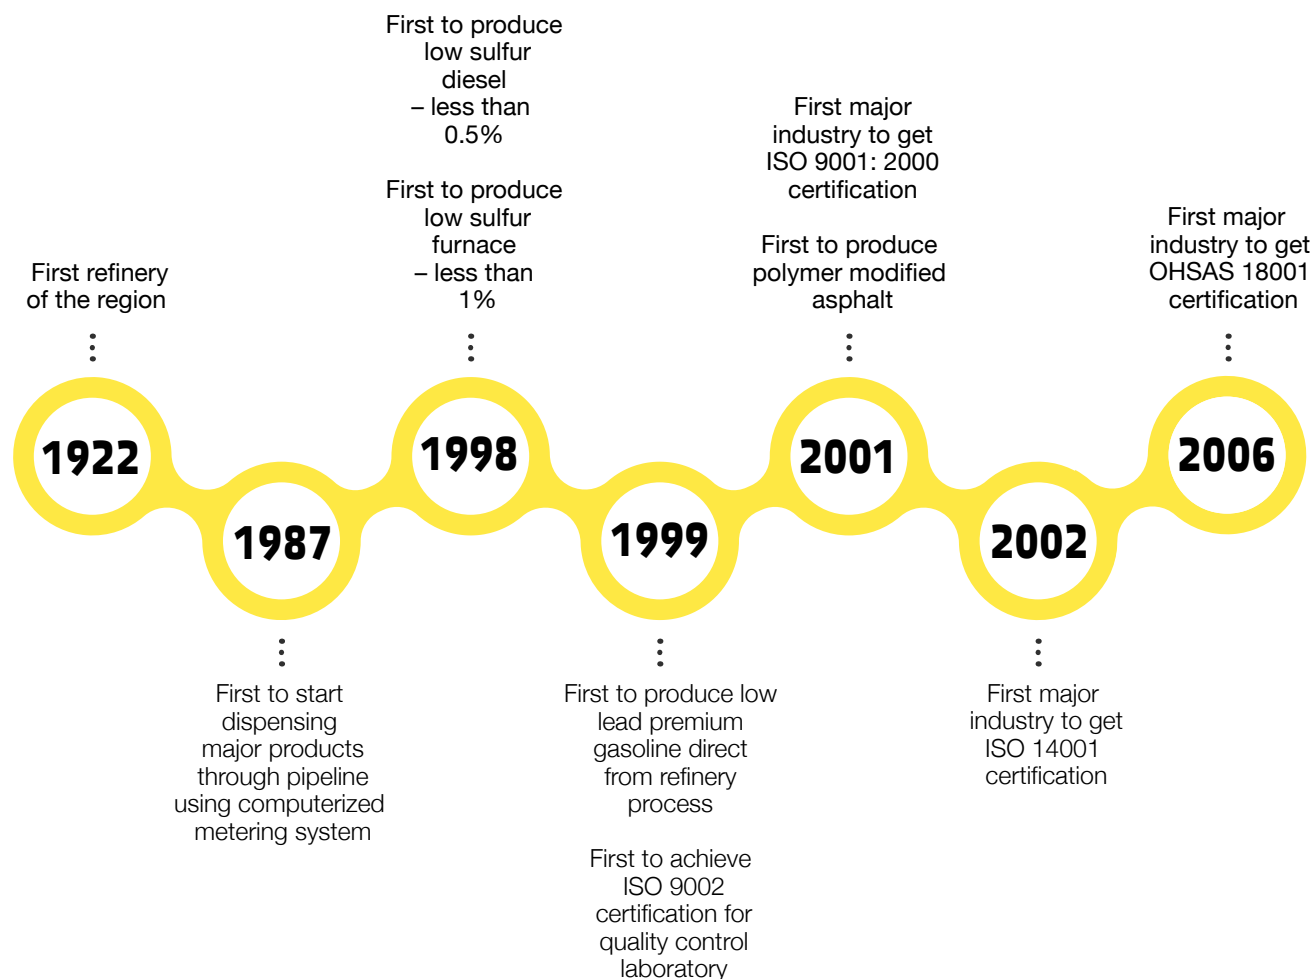 First refinery
of the region
1922
1987
First to start
dispensing
major products
through pipeline
using computerized
metering system
First to produce
low sulfur
diesel
– less than
0.5%
First to produce
low sulfur
furnace
– less than
1%
1998
1999
First to produce low
lead premium
gasoline direct
from refinery
process
First to achieve
ISO 9002
certification for
quality control
laboratory
First major
industry to get
ISO 9001: 2000
certification
First to produce
polymer modified
asphalt
2001
2002
First major
industry to get
ISO 14001
certification
First major
industry to get
OHSAS 18001
certification
2006